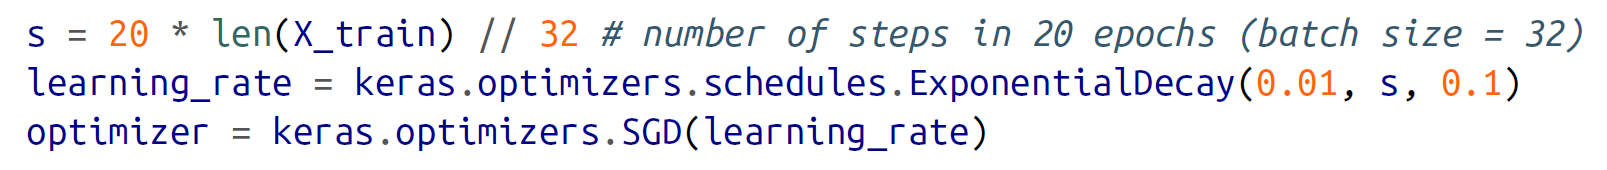 s = 20 * len(X_train) // 32 # number of steps in 20 epochs (batch size = 32)
learning_rate = keras.optimizers.schedules.ExponentialDecay(0.01, s, 0.1)
optimizer = keras.optimizers.SGD(learning_rate)